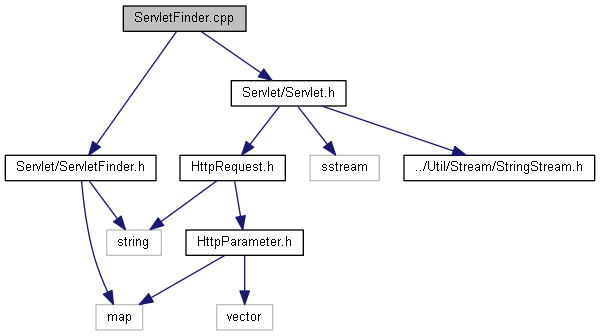 ServletFinder.cpp
Servlet/Servlet.h
Servlet/ServletFinder.h
HttpRequest.h
sstream
../Util/Stream/StringStream.h
string
HttpParameter.h
map
vector